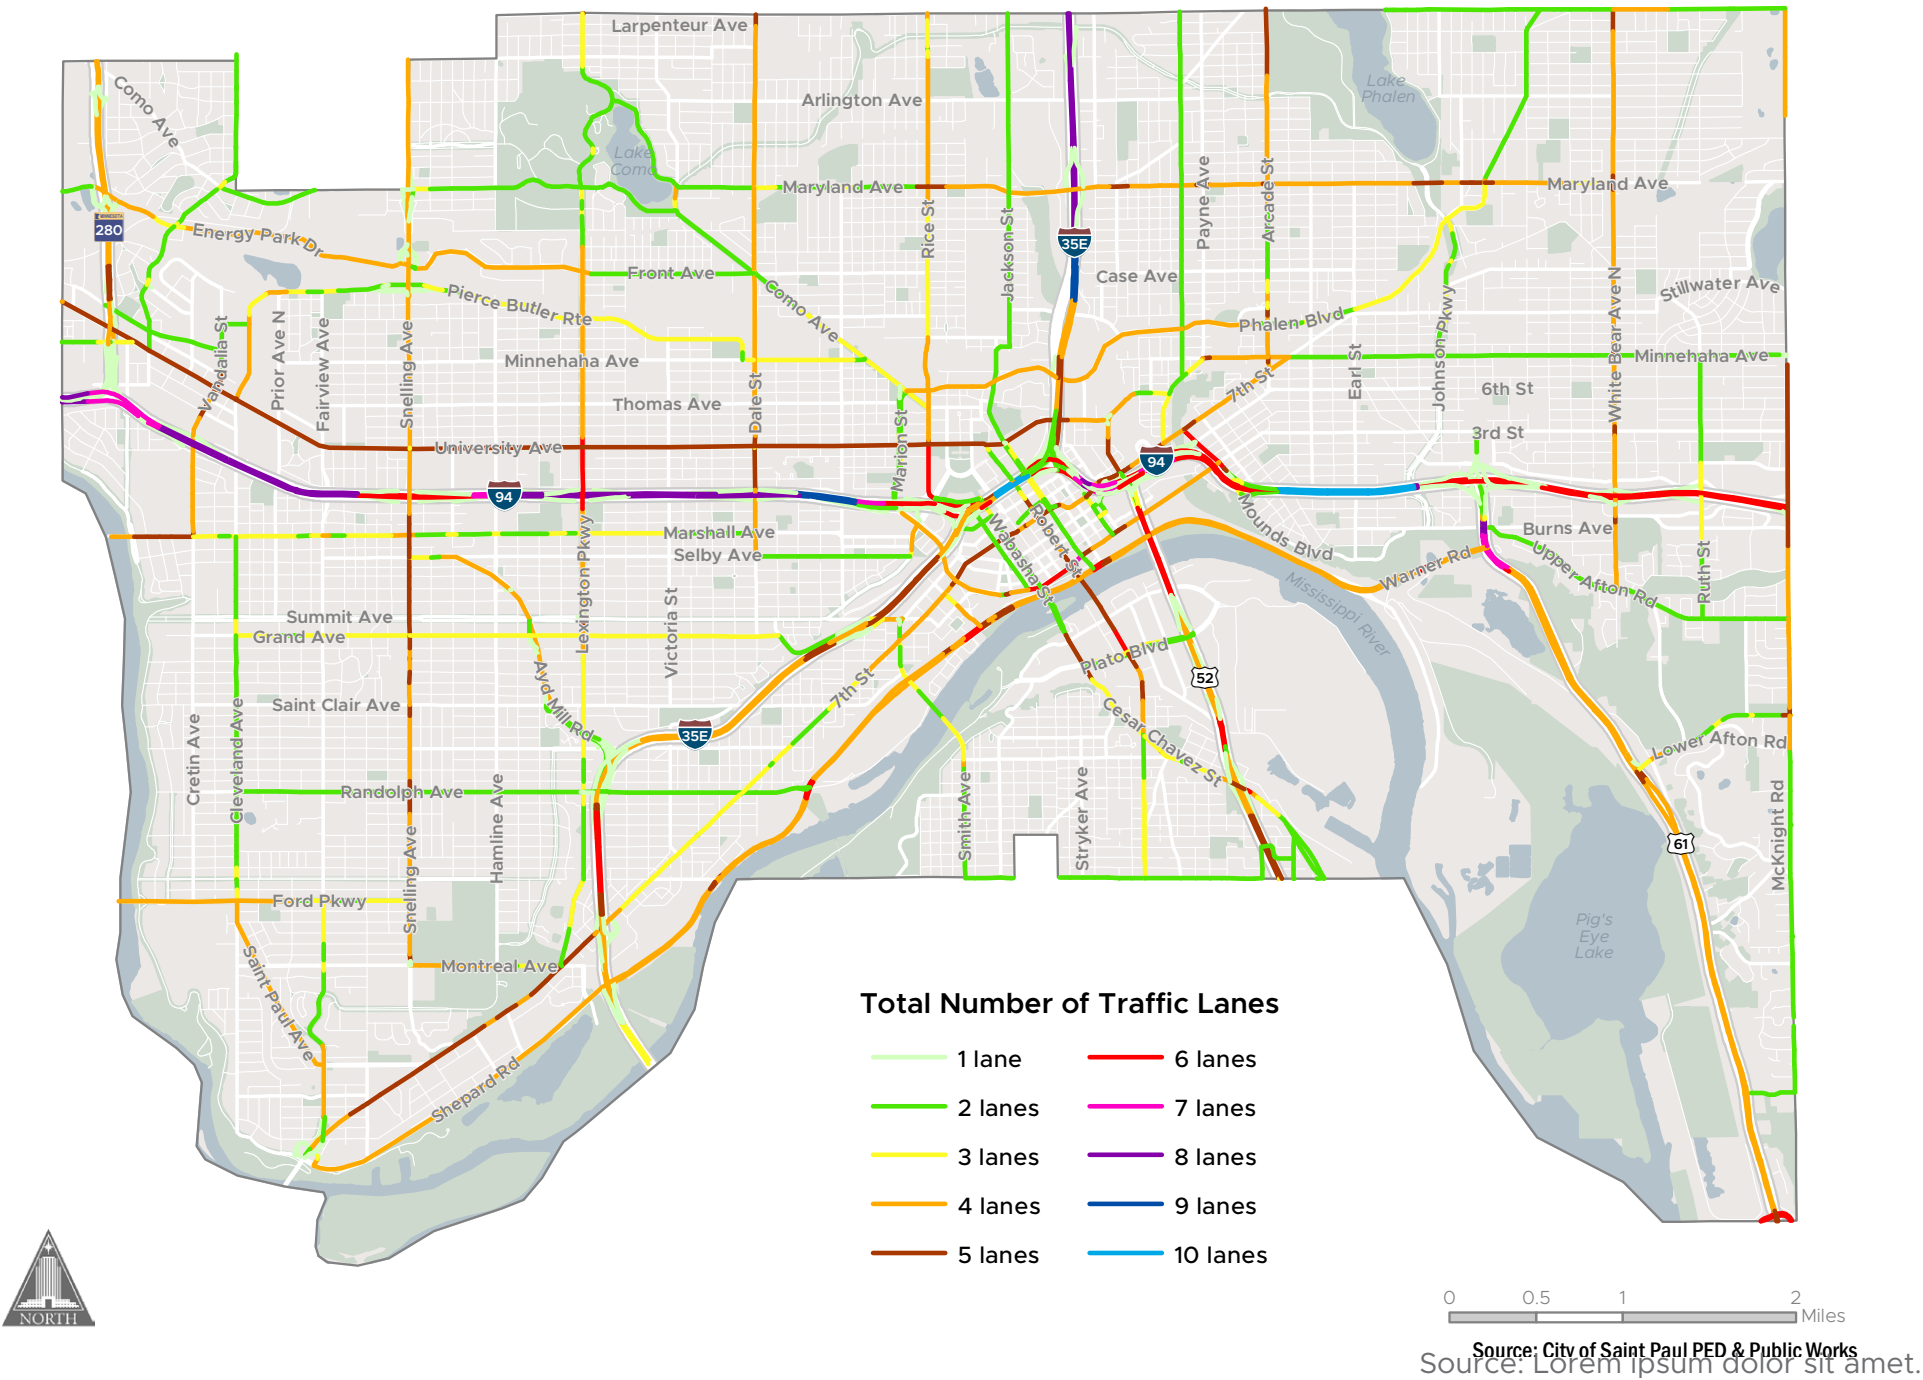 Larpenteur Ave
Como Ave
Lake
Phalen
Arlington Ave
Lake
Como
Maryland Ave
Maryland Ave
MINNESOTA
280
Energy Park Dr
Rice St
Jackson St
35E
Payne Ave
Arcade St
Front Ave
Case Ave
Stillwater Ave
Pierce Butler Rte
Como Ave
Phalen Blvd
Johnson Pkwy
White Bear Ave N
Vandalia St
Prior Ave N
Fairview Ave
Snelling Ave
Minnehaha Ave
Minnehaha Ave
Earl St
Dale St
7th St
6th St
Thomas Ave
Marion St
3rd St
University Ave
94
94
Mounds Blvd
Lexington Pkwy
Marshall Ave
Selby Ave
Wabasha St
Robert St
Burns Ave
Warner Rd
Upper Afton Rd
Ruth St
Mississippi River
Summit Ave
Grand Ave
Victoria St
Plato Blvd
52
Ayd Mill Rd
7th St
Saint Clair Ave
Cretin Ave
Cleveland Ave
35E
Cesar Chavez St
Lower Afton Rd
Randolph Ave
Hamline Ave
Smith Ave
Stryker Ave
McKnight Rd
61
Snelling Ave
Ford Pkwy
Pig's
Eye
Lake
Saint Paul Ave
Montreal Ave
Shepard Rd
Total Number of Traffic Lanes
1 lane
2 lanes
3 lanes
4 lanes
5 lanes
6 lanes
7 lanes
8 lanes
9 lanes
10 lanes
NORTH
0 0.5 1 2
Miles
Source: City of Saint Paul PED & Public Works
Source: Lorem ipsum dolor sit amet.